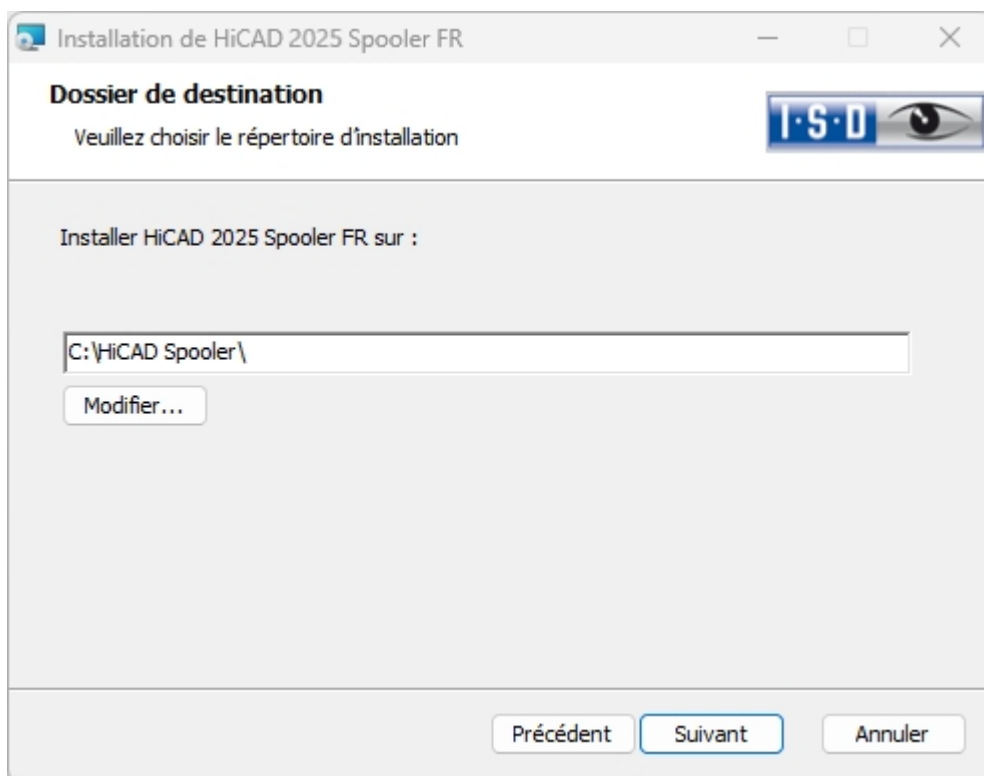 Installation de HiCAD 2025 Spooler FR
Dossier de destination
Veuillez choisir le répertoire d'installation
I·S·D
Installer HiCAD 2025 Spooler FR sur :
C:\HiCAD Spooler\
Modifier...
Précédent
Suivant
Annuler